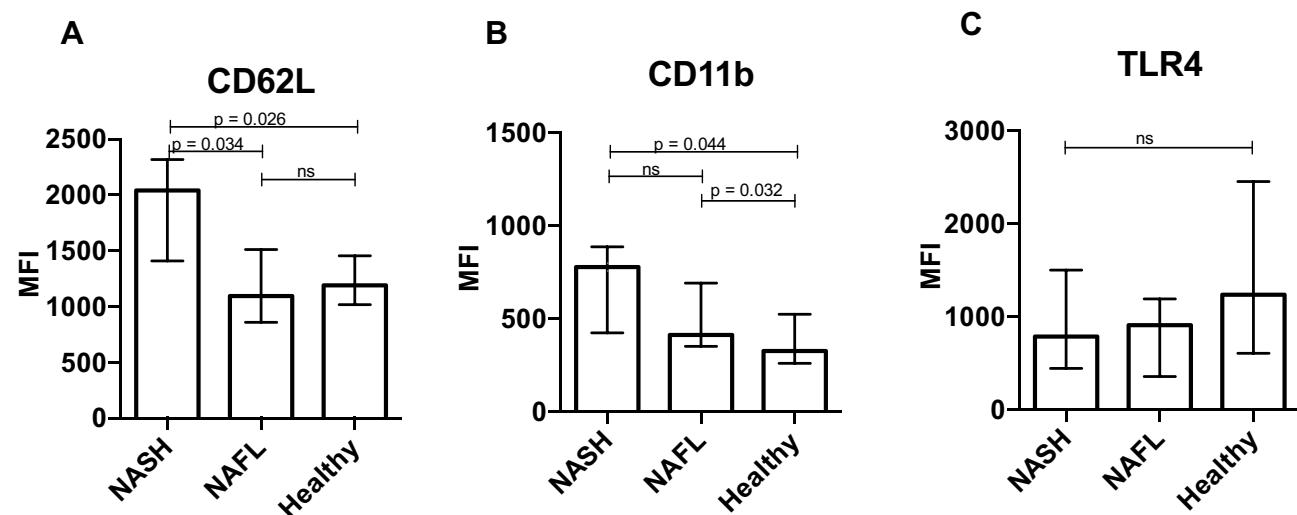 A
CD62L
p = 0.026
p = 0.034
ns
MFI
2500
2000
1500
1000
500
0
NASH
NAFL
Healthy
B
CD11b
p = 0.044
ns
p = 0.032
MFI
1500
1000
500
0
NASH
NAFL
Healthy
C
TLR4
ns
MFI
3000
2000
1000
0
NASH
NAFL
Healthy